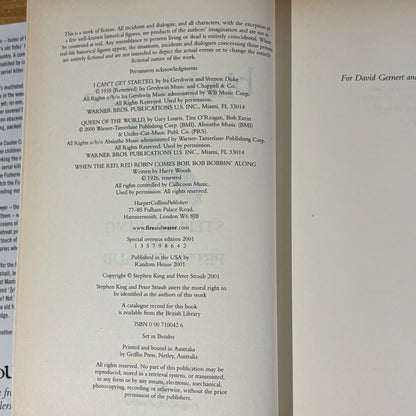 This is a work of fiction. All incidents and dialogue, and all characters, with the exception of
a few well-known historical figures, are products of the authors' imagination and are not to
be construed as real. Any resemblance to persons living or dead is entirely coincidental. Where
real-life historical figures appear, the situations, incidents and dialogues concerning those persons
are entirely fictional and are not intended to depict the actual events or to change the entirely
fictional nature of the work.
Permission acknowledgments
I CAN'T GET STARTED, by Ira Gershwin and Vernon Duke
© 1935 (Renewed) Ira Gershwin Music and Chappell & Co.
All Rights o/b/o Ira Gershwin Music administered by WB Music Corp.
All Rights Reserved. Used by Permission.
WARNER BROS. PUBLICATIONS U.S. INC., Miami, FL 33014
QUEEN OF THE WORLD, by Gary Louris, Tim O'Reagan, Bob Ezrin
© 2000 Warner-Tamerlane Publishing Corp. (BMI), Absinthe Music (BMI)
& Under-Cut-Music Publ. Co. (PRS).
All Rights o/b/o Absinthe Music administered by Warner-Tamerlane Publishing Corp.
All Rights Reserved. Used by permission.
WARNER BROS. PUBLICATIONS U.S. INC., Miami, FL 33014
WHEN THE RED, RED ROBIN COMES BOB, BOB BOBBIN' ALONG
Written by Harry Woods
© 1926, renewed
All rights controlled by Callicoon Music.
Used by Permission. All rights reserved.
HarperCollinsPublishers
77–85 Fulham Palace Road,
Hammersmith, London W6 8JB
www.fireandwater.com
Special overseas edition 2001
1 3 5 7 9 8 6 4 2
Published in the USA by
Random House 2001
Copyright © Stephen King and Peter Straub 2001
Stephen King and Peter Straub assert the moral right to
be identified as the authors of this work
A catalogue record for this book is
available from the British Library
ISBN 0 00 710042 6
Set in Bembo
Printed and bound in Australia
by Griffin Press, Netley, Australia
All rights reserved. No part of this publication may be
reproduced, stored in a retrieval system, or transmitted,
in any form or by any means, electronic, mechanical,
photocopying, recording or otherwise, without the prior
permission of the publishers.
For David Gernert and